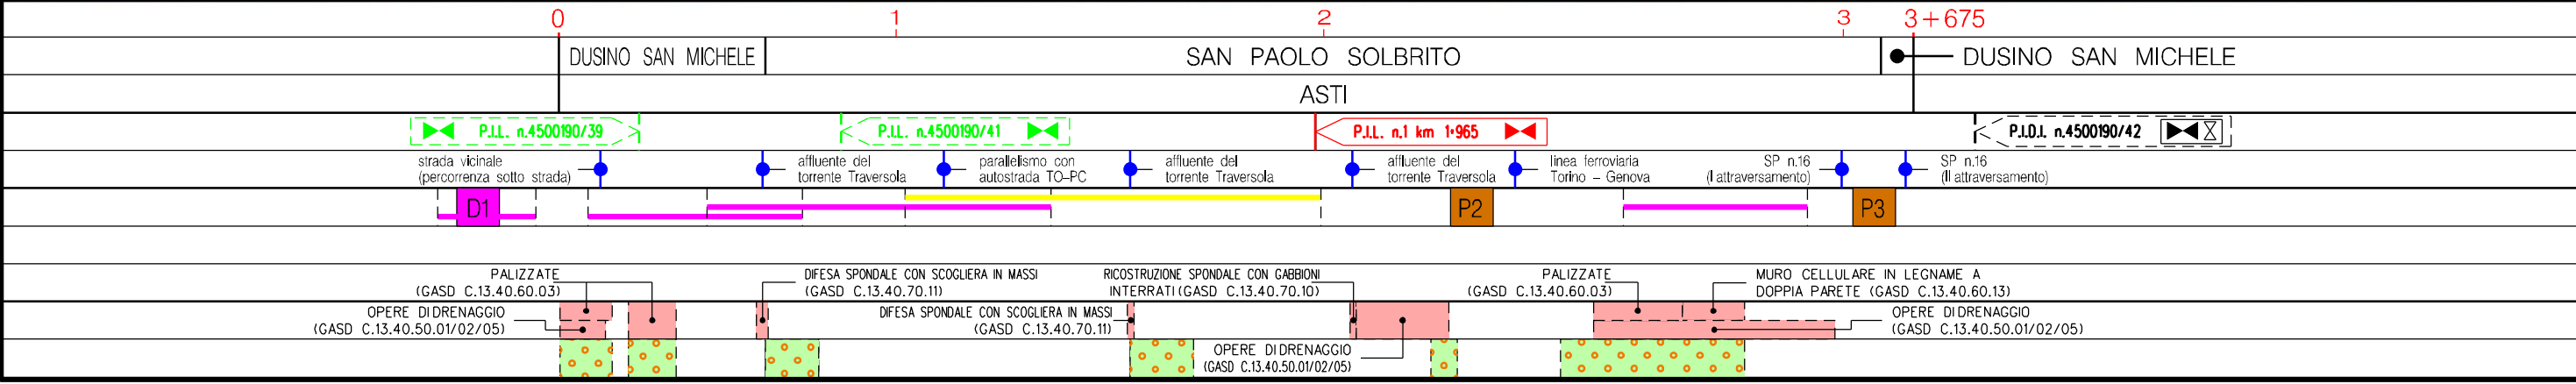 0 1 2 3 3+675
DUSINO SAN MICHELE SAN PAOLO SOLBRITO DUSINO SAN MICHELE
ASTI
P.I.L. n.4500190/39 P.I.L. n.4500190/41 P.I.L. n.1 km 1+965 P.I.D.I. n.4500190/42
strada vicinale
(percorrenza sotto strada)
affluente del
torrente Traversola
parallelismo con
autostrada TO-PC
affluente del
torrente Traversola
affluente del
torrente Traversola
linea ferroviaria
Torino - Genova
SP n.16
(I attraversamento)
SP n.16
(II attraversamento)
D1 P2 P3
PALIZZATE
(GASD C.13.40.60.03)
OPERE DI DRENAGGIO
(GASD C.13.40.50.01/02/05)
DIFESA SPONDALE CON SCOGLIERA IN MASSI
(GASD C.13.40.70.11)
DIFESA SPONDALE CON SCOGLIERA IN MASSI
(GASD C.13.40.70.11)
RICOSTRUZIONE SPONDALE CON GABBIONI
INTERRATI (GASD C.13.40.70.10)
OPERE DI DRENAGGIO
(GASD C.13.40.50.01/02/05)
PALIZZATE
(GASD C.13.40.60.03)
MURO CELLULARE IN LEGNAME A
DOPPIA PARETE (GASD C.13.40.60.13)
OPERE DI DRENAGGIO
(GASD C.13.40.50.01/02/05)